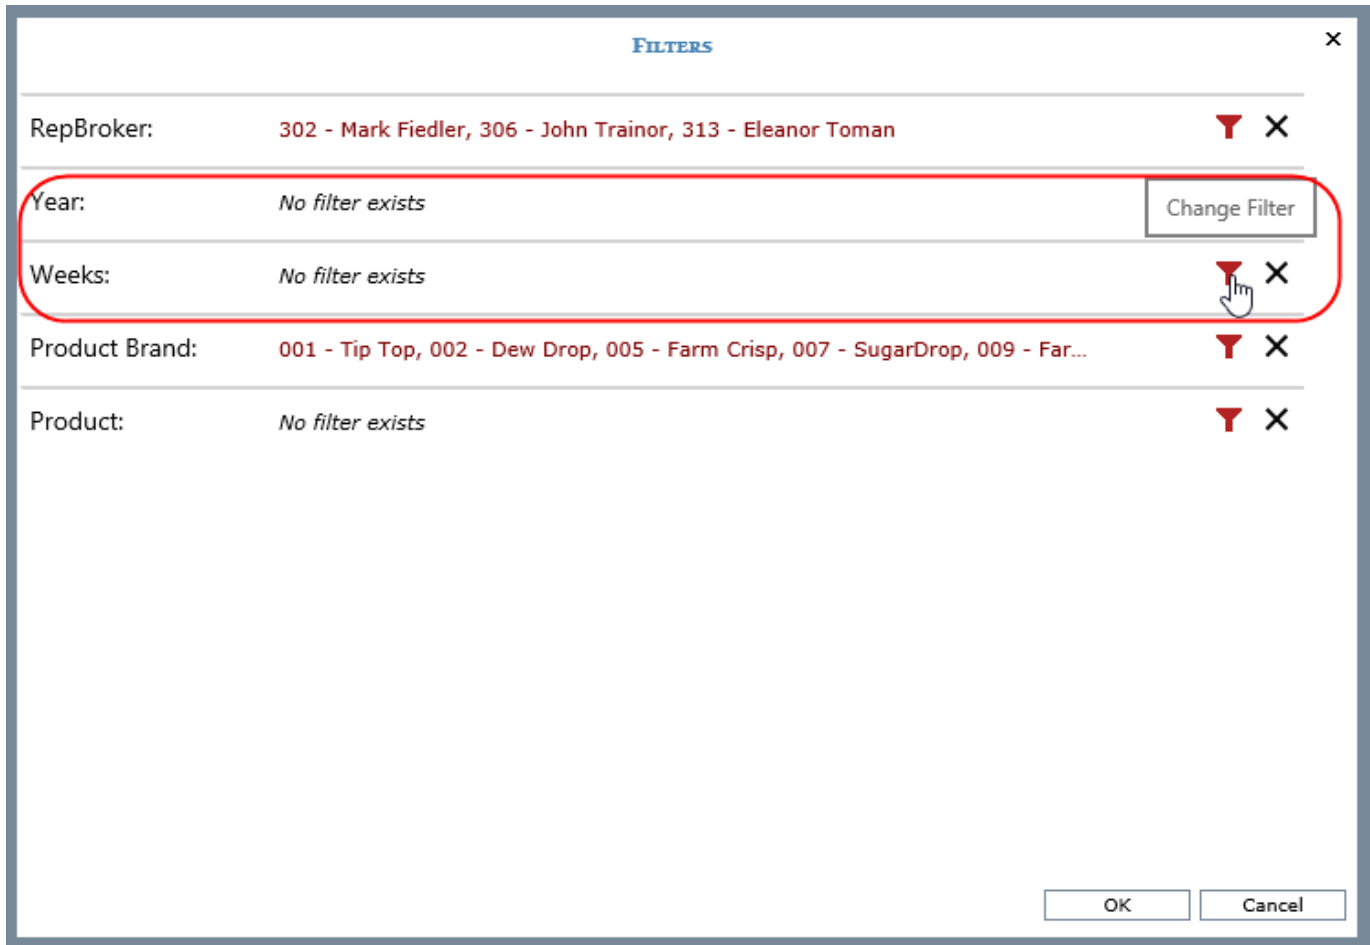 FILTERS
RepBroker: 302 - Mark Fiedler, 306 - John Trainor, 313 - Eleanor Toman
Year: No filter exists Change Filter
Weeks: No filter exists
Product Brand: 001 - Tip Top, 002 - Dew Drop, 005 - Farm Crisp, 007 - SugarDrop, 009 - Far...
Product: No filter exists
OK Cancel